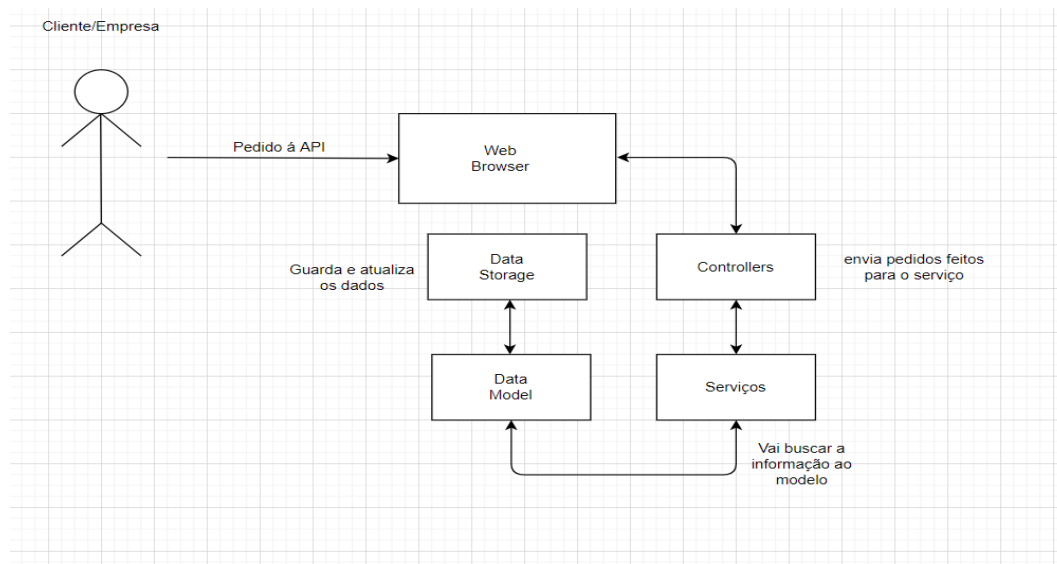 Cliente/Empresa
Pedido á API
Web
Browser
Guarda e atualiza
os dados
Data
Storage
Controllers
envia pedidos feitos
para o serviço
Data
Model
Serviços
Vai buscar a
informação ao
modelo